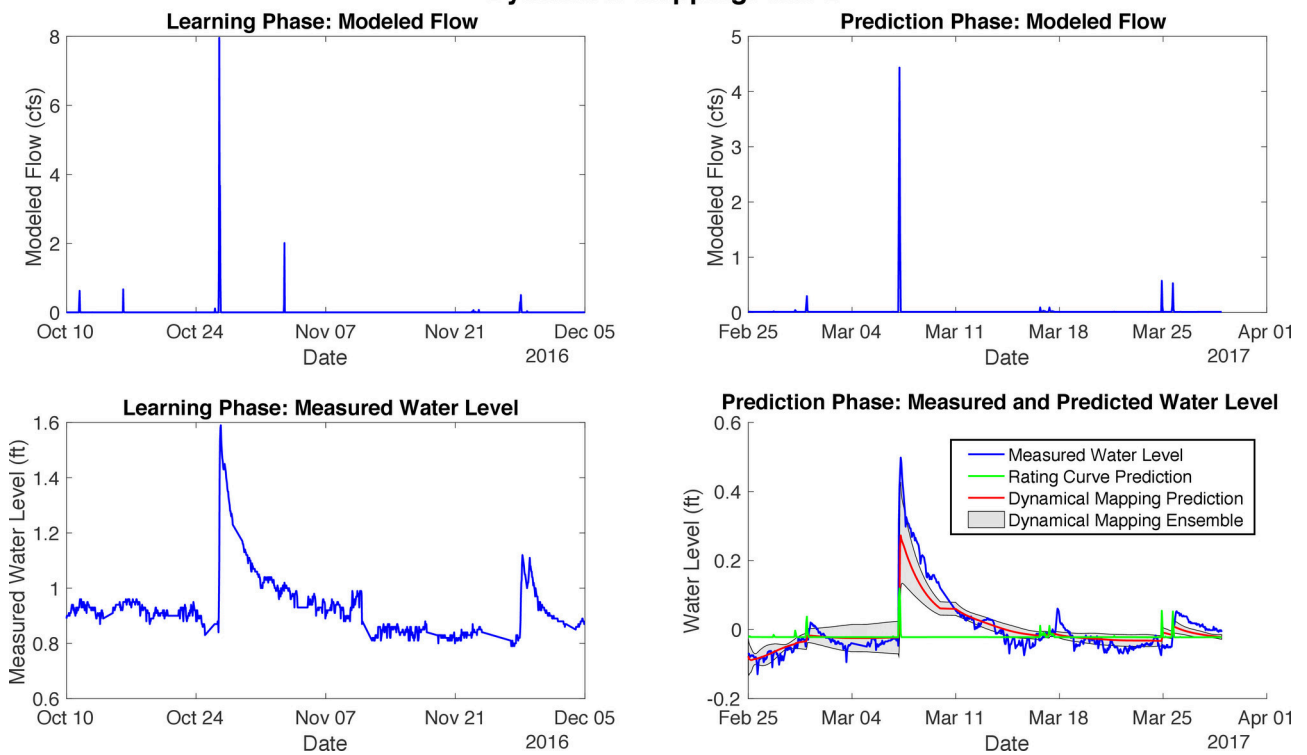 Learning Phase: Modeled Flow
8
6
4
2
0
Modeled Flow (cfs)
Oct 10
Oct 24
Nov 07
Nov 21
Dec 05
Date
2016
Prediction Phase: Modeled Flow
5
4
3
2
1
0
Modeled Flow (cfs)
Feb 25
Mar 04
Mar 11
Mar 18
Mar 25
Apr 01
Date
2017
Learning Phase: Measured Water Level
1.6
1.4
1.2
1
0.8
0.6
Measured Water Level (ft)
Oct 10
Oct 24
Nov 07
Nov 21
Dec 05
Date
2016
Prediction Phase: Measured and Predicted Water Level
0.6
0.4
0.2
0
-0.2
Water Level (ft)
Measured Water Level
Rating Curve Prediction
Dynamical Mapping Prediction
Dynamical Mapping Ensemble
Feb 25
Mar 04
Mar 11
Mar 18
Mar 25
Apr 01
Date
2017